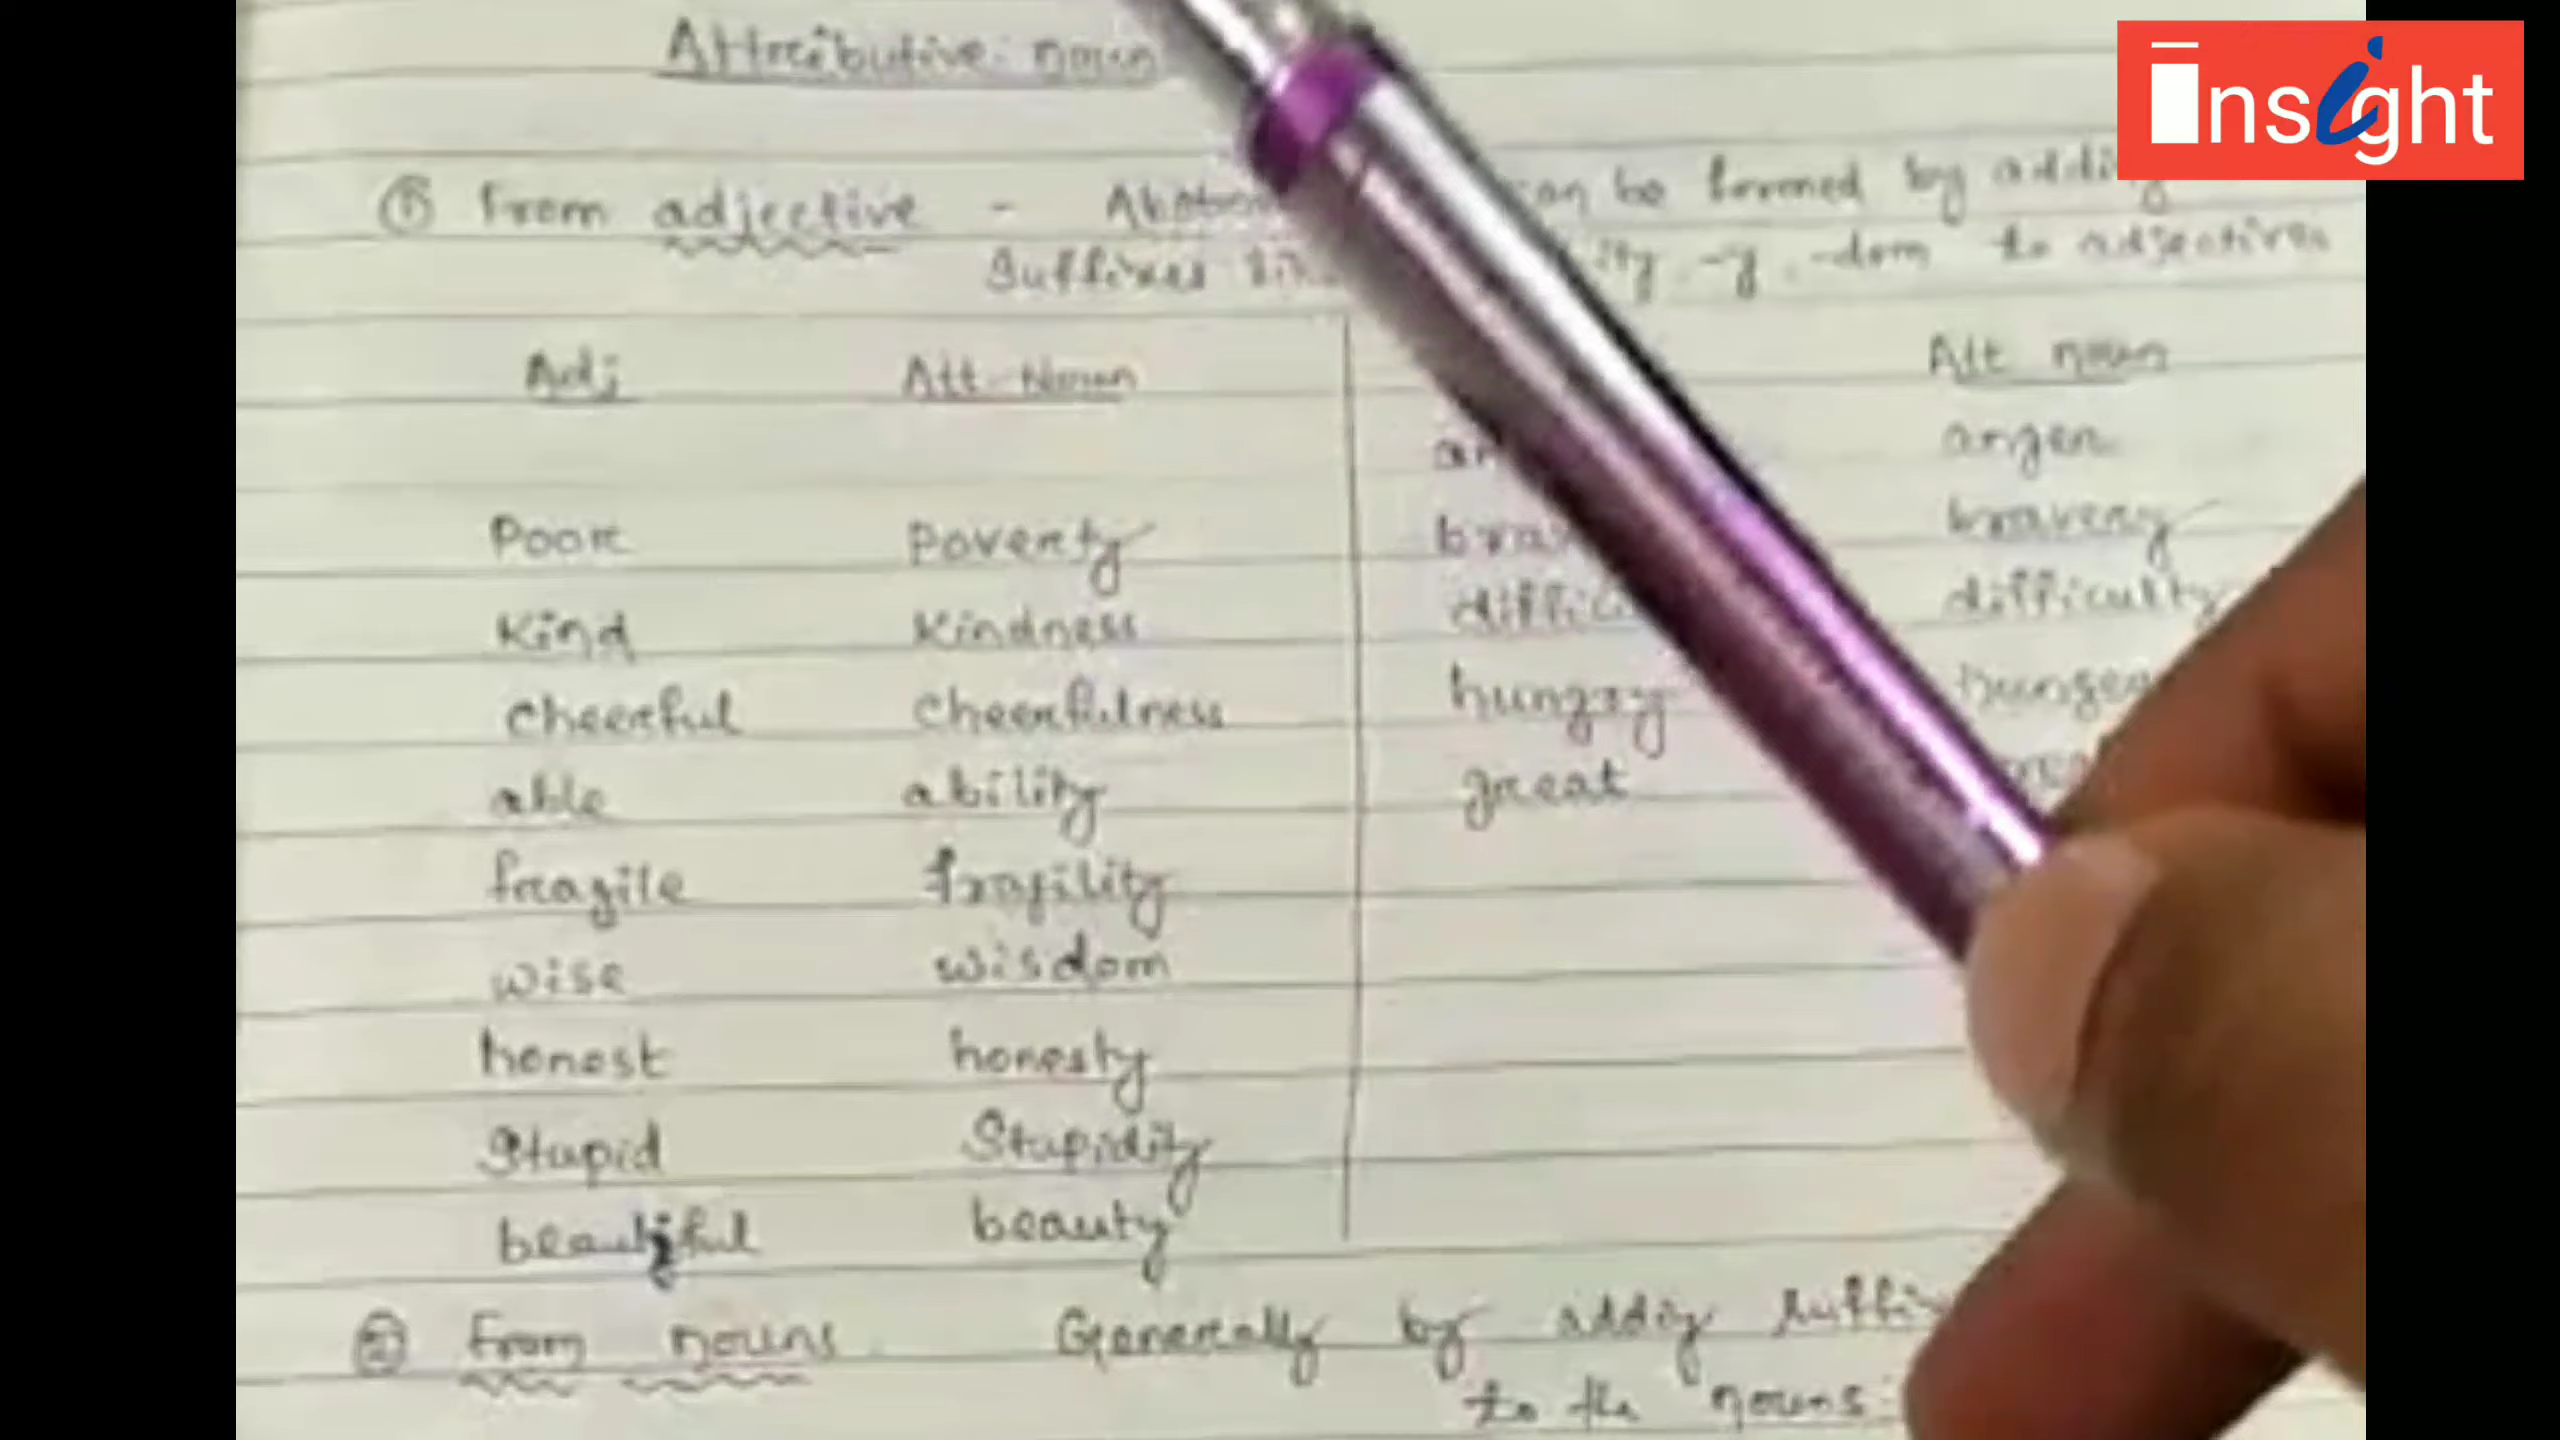 Insight
Attributive noun
① From adjective - can be formed by adding
Suffixes -y, -dom to adjectives
Adj Att Noun Att noun
anger
Poor Poverty bravery
Kind Kindness difficulty
Cheerful Cheerfulness hungry hunger
able ability great
fragile fragility
wise wisdom
honest honesty
Stupid Stupidity
beautiful beauty
② From nouns Generally by addig
to the nouns